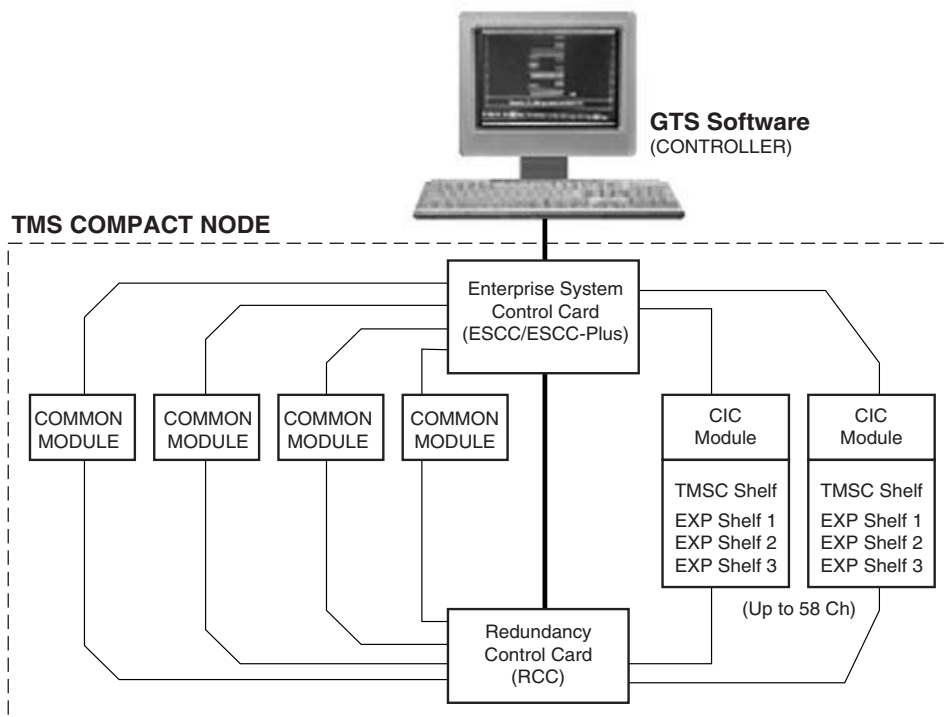 GTS Software
(CONTROLLER)
TMS COMPACT NODE
Enterprise System
Control Card
(ESCC/ESCC-Plus)
COMMON
MODULE
COMMON
MODULE
COMMON
MODULE
COMMON
MODULE
CIC
Module
TMSC Shelf
EXP Shelf 1
EXP Shelf 2
EXP Shelf 3
CIC
Module
TMSC Shelf
EXP Shelf 1
EXP Shelf 2
EXP Shelf 3
(Up to 58 Ch)
Redundancy
Control Card
(RCC)